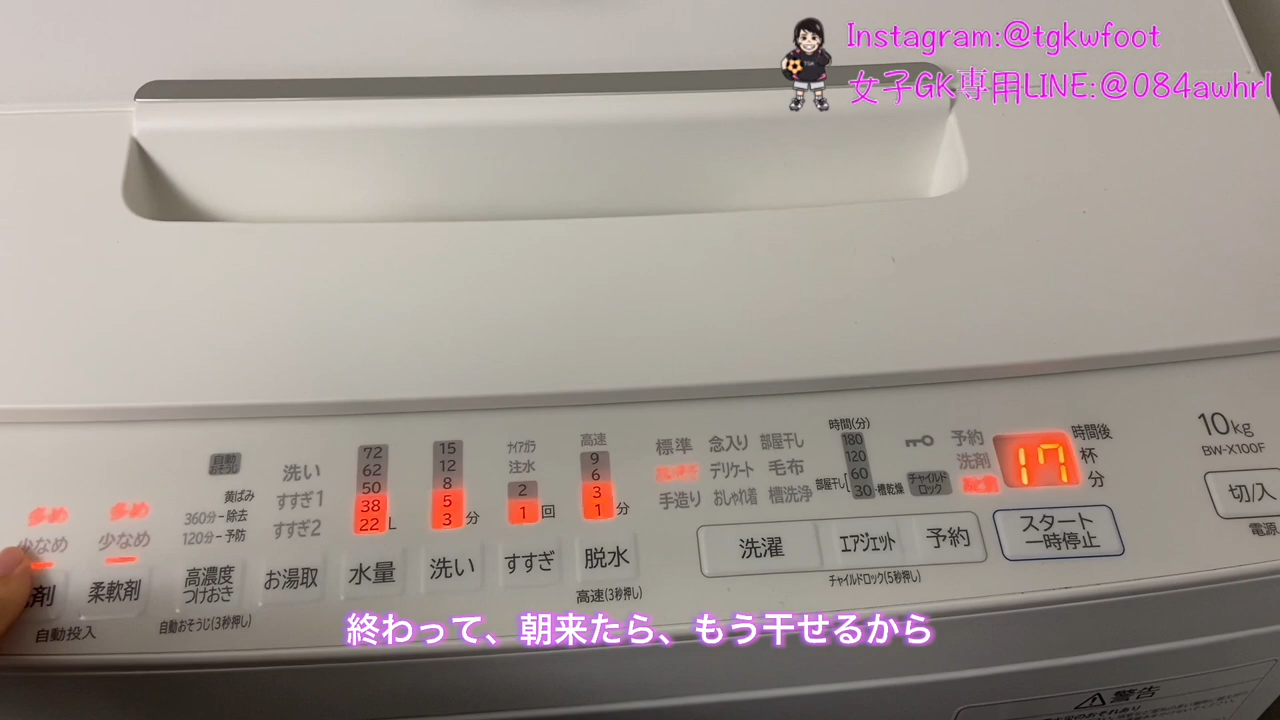 Instagram:@tgkwfoot
女子GK専用LINE:@084awhrl
TGK
10kg
BW-X100F
切/入
電源
自動おそうじ
黄ばみ
360分-除去
120分-予防
洗い
すすぎ1
すすぎ2
72
62
50
38
22 L
15
12
8
5
3 分
ナイアガラ
注水
2
1 回
高速
9
6
3
1 分
標準 念入り 部屋干し
デリケート 毛布
手造り おしゃれ着 槽洗浄
時間(分)
180
120
60
部屋干し
30-槽乾燥
チャイルドロック
予約
洗剤
17
時間後
杯
分
多め 多め
少なめ 少なめ
剤
柔軟剤
自動投入
高濃度
つけおき
自動おそうじ(3秒押し)
お湯取
水量
洗い
すすぎ
脱水
高速(3秒押し)
洗濯
エアジェット
予約
チャイルドロック(5秒押し)
スタート
一時停止
終わって、朝来たら、もう干せるから
警告